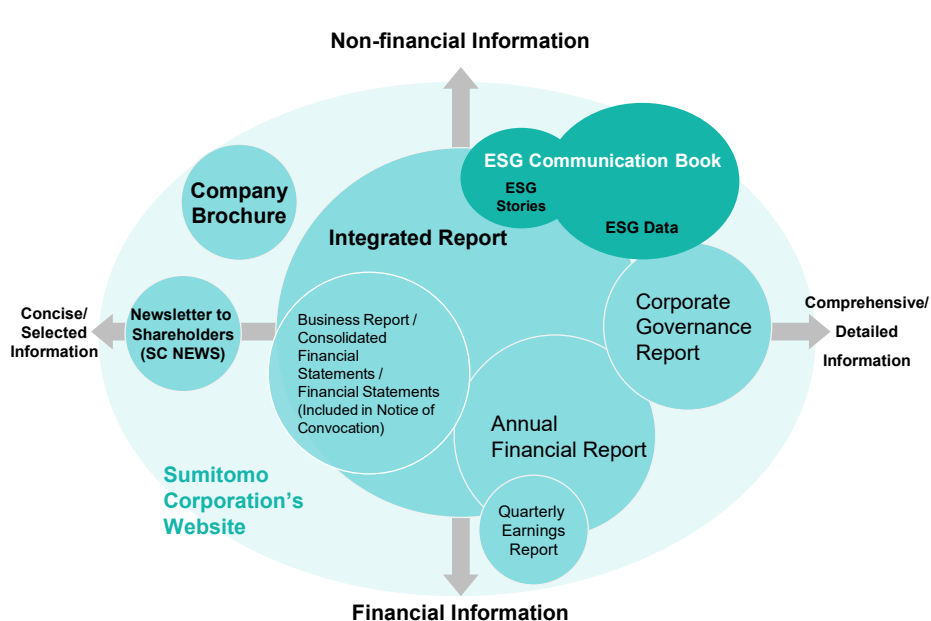 Non-financial Information
ESG Communication Book
ESG
Stories
ESG Data
Company
Brochure
Integrated Report
Concise/
Selected
Information
Newsletter to
Shareholders
(SC NEWS)
Business Report /
Consolidated
Financial
Statements /
Financial Statements
(Included in Notice of
Convocation)
Corporate
Governance
Report
Comprehensive/
Detailed
Information
Annual
Financial Report
Sumitomo
Corporation's
Website
Quarterly
Earnings
Report
Financial Information